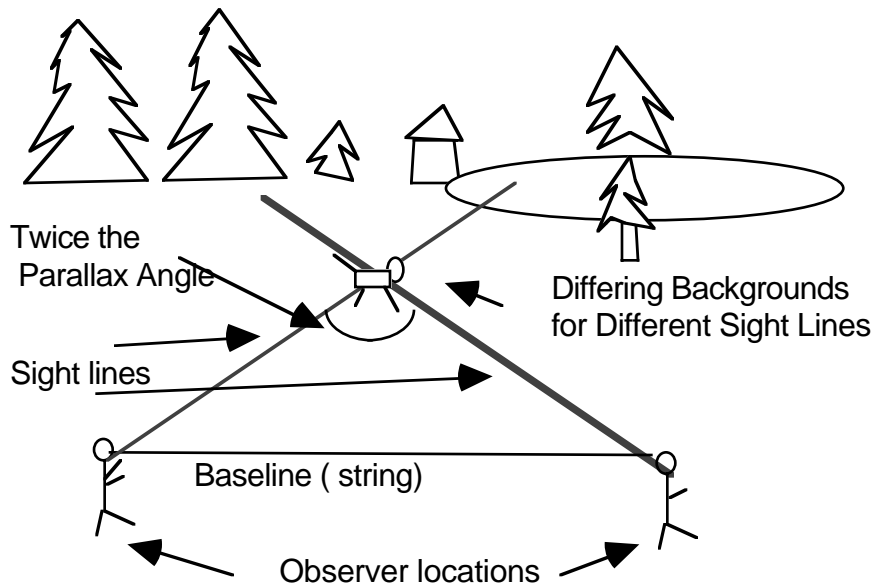 Twice the
Parallax Angle
Differing Backgrounds
for Different Sight Lines
Sight lines
Baseline ( string)
Observer locations